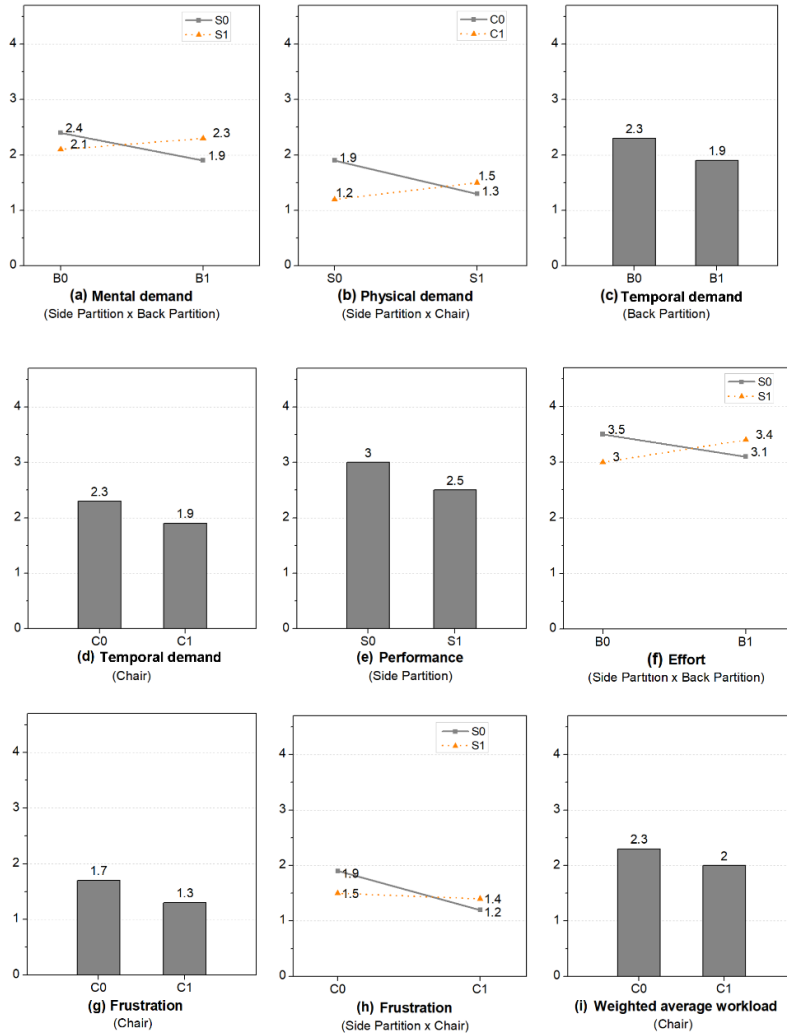 S0
S1
4
3
2
1
0
2.4
2.1
2.3
1.9
B0 B1
(a) Mental demand
(Side Partition x Back Partition)
C0
C1
4
3
2
1
0
1.9
1.2
1.5
1.3
S0 S1
(b) Physical demand
(Side Partition x Chair)
4
3
2
1
0
2.3
1.9
B0 B1
(c) Temporal demand
(Back Partition)
4
3
2
1
0
2.3
1.9
C0 C1
(d) Temporal demand
(Chair)
4
3
2
1
0
3
2.5
S0 S1
(e) Performance
(Side Partition)
S0
S1
4
3
2
1
0
3.5
3
3.4
3.1
B0 B1
(f) Effort
(Side Partition x Back Partition)
4
3
2
1
0
1.7
1.3
C0 C1
(g) Frustration
(Chair)
S0
S1
4
3
2
1
0
1.9
1.5
1.4
1.2
C0 C1
(h) Frustration
(Side Partition x Chair)
4
3
2
1
0
2.3
2
C0 C1
(i) Weighted average workload
(Chair)